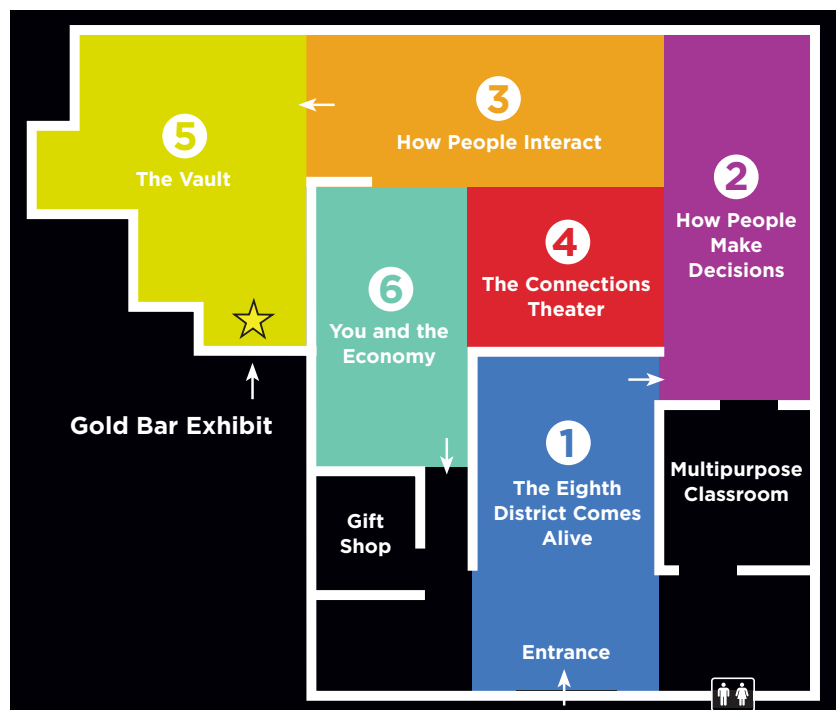 5
The Vault
3
How People Interact
2
How People
Make
Decisions
4
The Connections
Theater
6
You and the
Economy
Gold Bar Exhibit
1
The Eighth
District Comes
Alive
Multipurpose
Classroom
Gift
Shop
Entrance